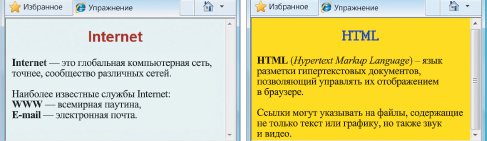 Избранное Упражнение
Internet
Internet — это глобальная компьютерная сеть,
точнее, сообщество различных сетей.
Наиболее известные службы Internet:
WWW — всемирная паутина,
E-mail — электронная почта.
Избранное Упражнение
HTML
HTML (Hypertext Markup Language) – язык
разметки гипертекстовых документов,
позволяющий управлять их отображением
в браузере.
Ссылки могут указывать на файлы, содержащие
не только текст или графику, но также звук
и видео.